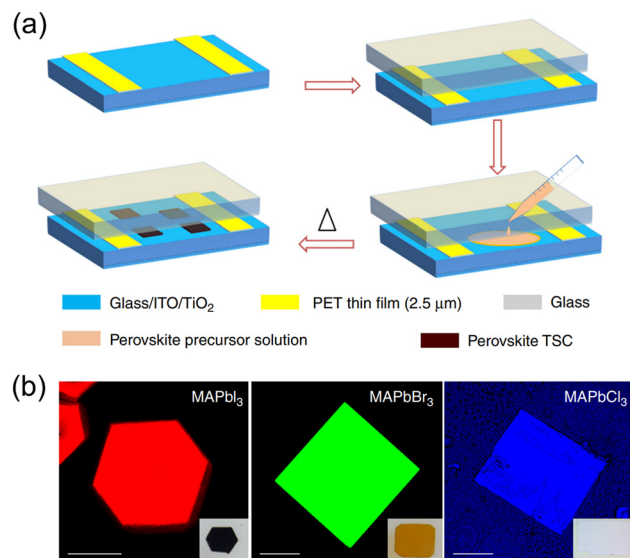 (a)
Δ
Glass/ITO/TiO₂
PET thin film (2.5 μm)
Glass
Perovskite precursor solution
Perovskite TSC
(b)
MAPbI₃
MAPbBr₃
MAPbCl₃